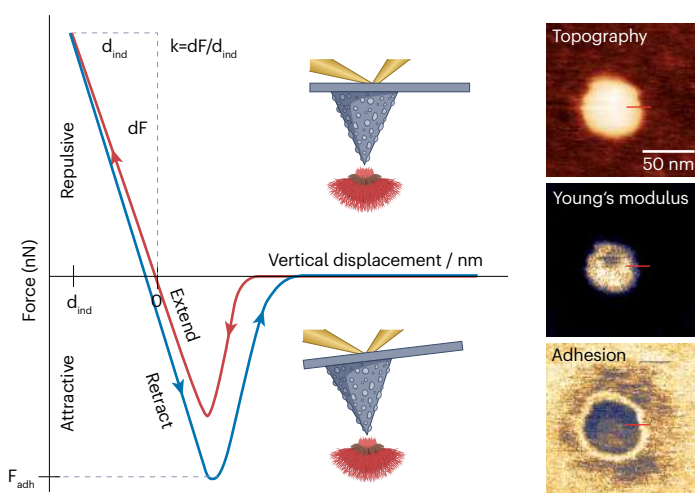 d_ind
k=dF/d_ind
dF
Repulsive
Force (nN)
Attractive
Vertical displacement / nm
d_ind
0
Extend
Retract
F_adh
Topography
50 nm
Young's modulus
Adhesion